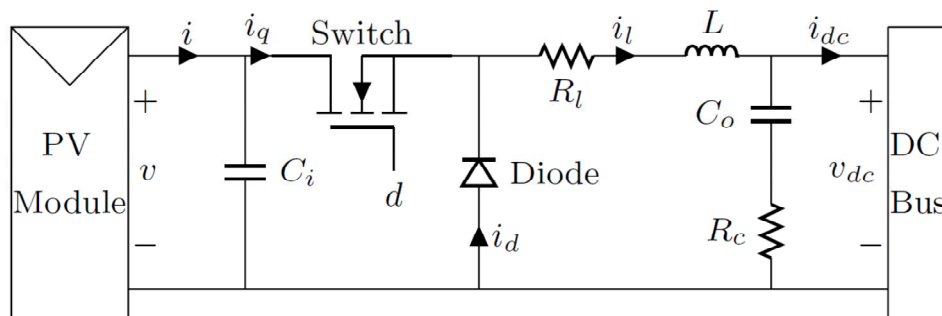 i
i_q
Switch
i_l
L
i_dc
+
R_l
+
PV
Module
v
C_i
d
Diode
C_o
v_dc
DC
Bus
−
i_d
R_c
−